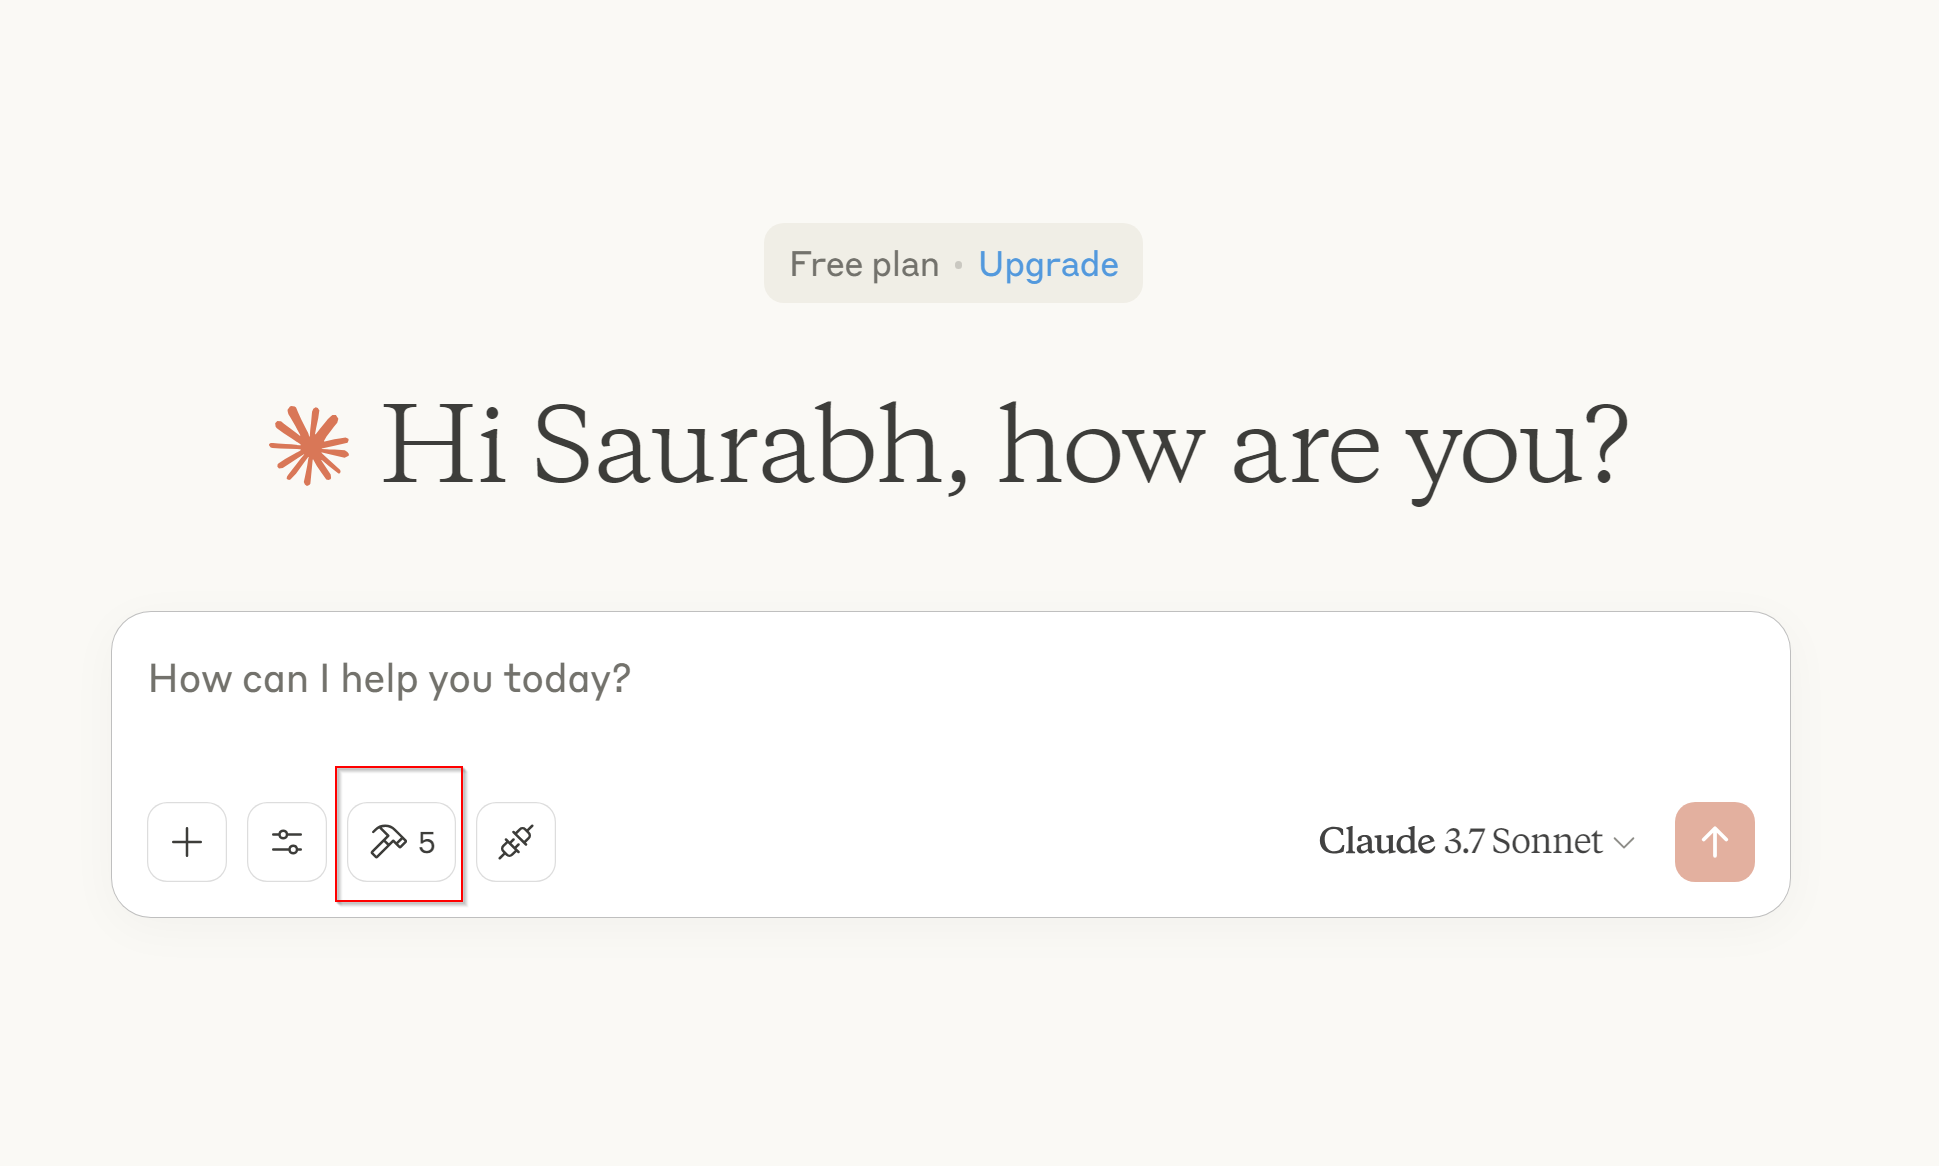 Free plan • Upgrade
Hi Saurabh, how are you?
How can I help you today?
5
Claude 3.7 Sonnet